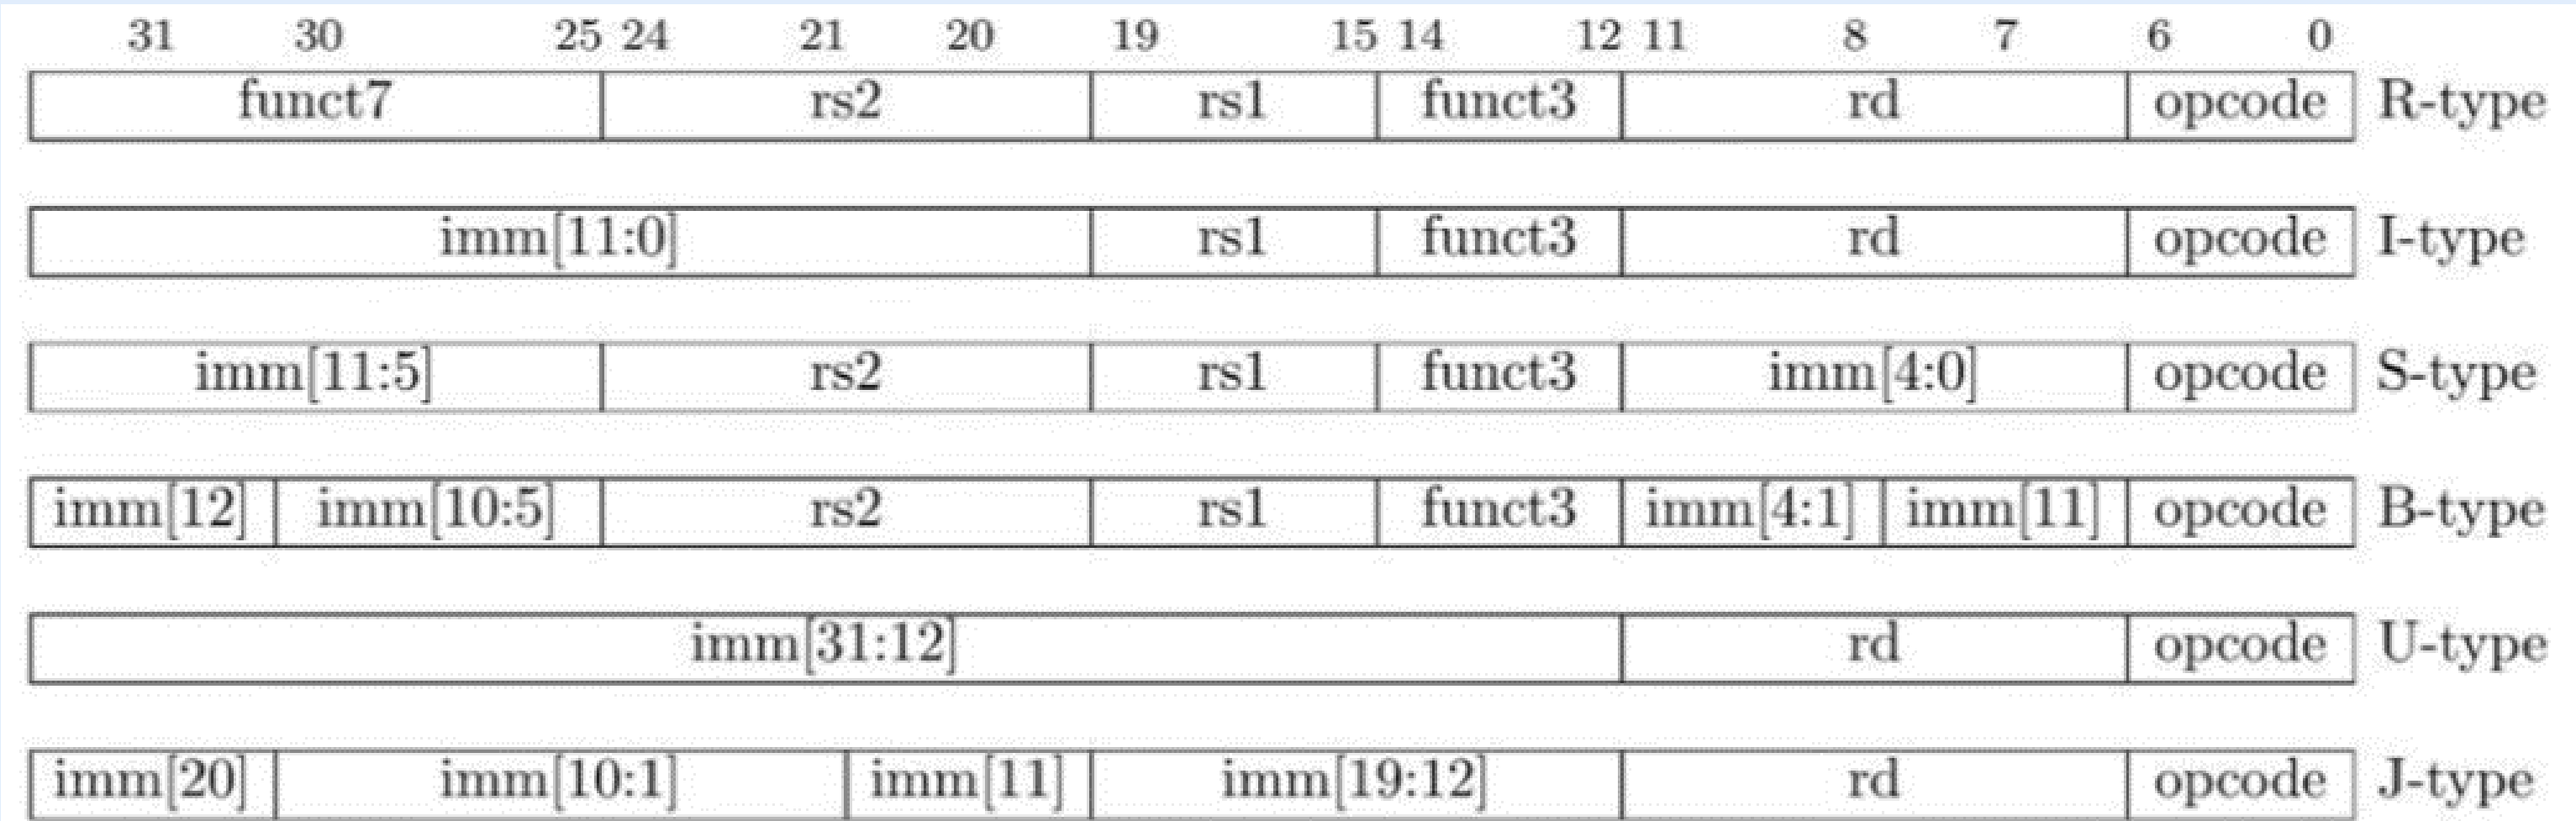 31 30 25 24 21 20 19 15 14 12 11 8 7 6 0
funct7 rs2 rs1 funct3 rd opcode R-type
imm[11:0] rs1 funct3 rd opcode I-type
imm[11:5] rs2 rs1 funct3 imm[4:0] opcode S-type
imm[12] imm[10:5] rs2 rs1 funct3 imm[4:1] imm[11] opcode B-type
imm[31:12] rd opcode U-type
imm[20] imm[10:1] imm[11] imm[19:12] rd opcode J-type